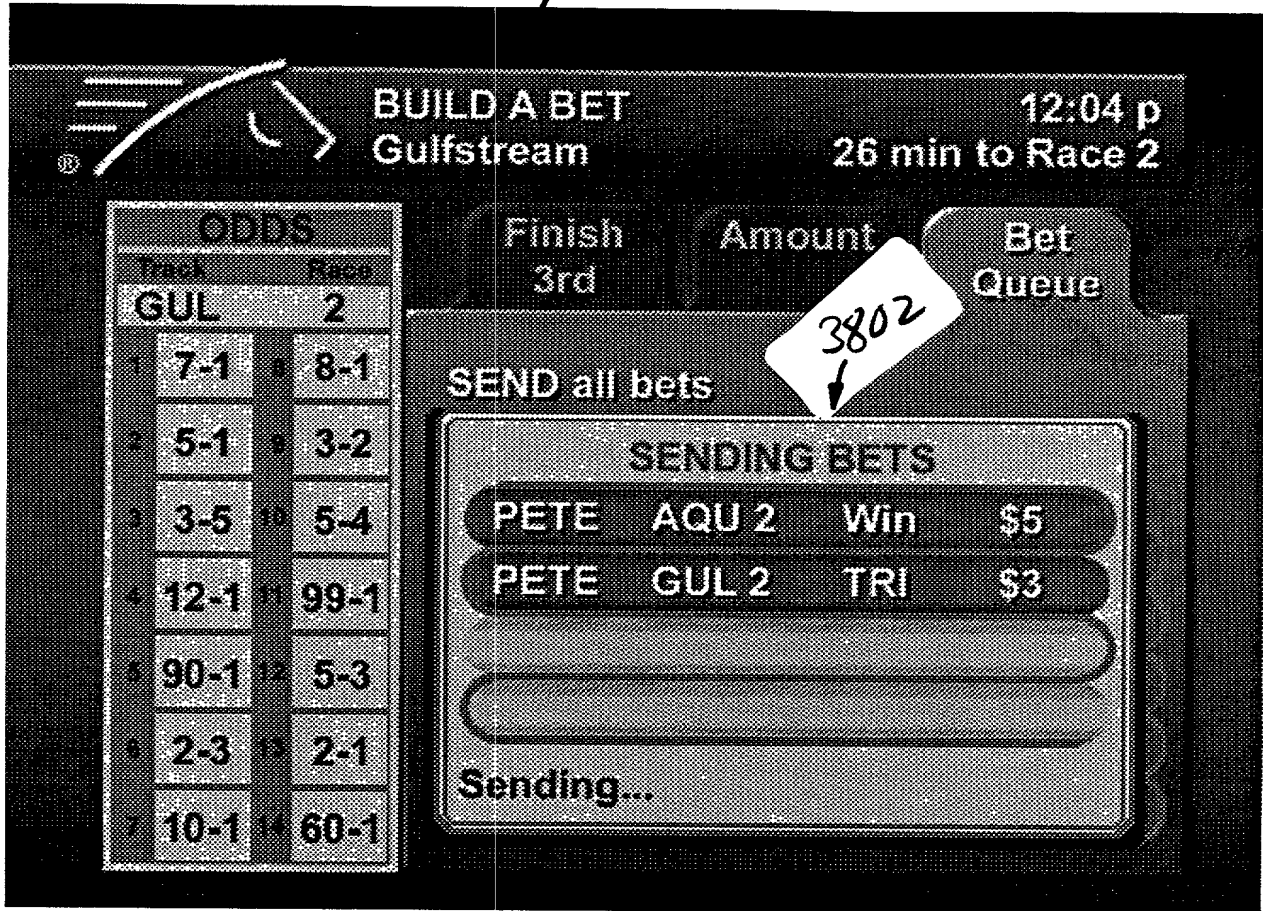 BUILD A BET
Gulfstream
12:04 p
26 min to Race 2
®
ODDS
Track Race
GUL 2
1 7-1 8 8-1
2 5-1 9 3-2
3 3-5 10 5-4
4 12-1 11 99-1
5 90-1 12 5-3
6 2-3 13 2-1
7 10-1 14 60-1
Finish
3rd
Amount
Bet
Queue
3802
SEND all bets
SENDING BETS
PETE AQU 2 Win $5
PETE GUL 2 TRI $3
Sending...